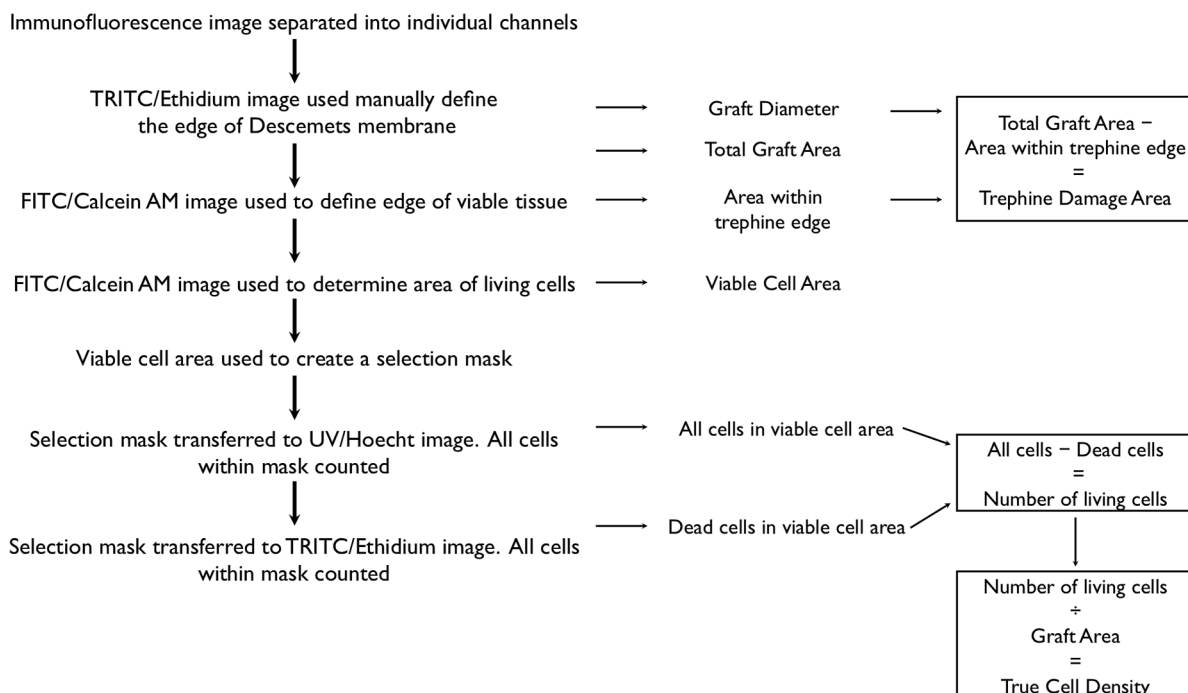 Immunofluorescence image separated into individual channels
TRITC/Ethidium image used manually define
the edge of Descemets membrane
Graft Diameter
Total Graft Area
Total Graft Area –
Area within trephine edge
=
Trephine Damage Area
FITC/Calcein AM image used to define edge of viable tissue
Area within
trephine edge
FITC/Calcein AM image used to determine area of living cells
Viable Cell Area
Viable cell area used to create a selection mask
Selection mask transferred to UV/Hoecht image. All cells
within mask counted
All cells in viable cell area
All cells – Dead cells
=
Number of living cells
Selection mask transferred to TRITC/Ethidium image. All cells
within mask counted
Dead cells in viable cell area
Number of living cells
÷
Graft Area
=
True Cell Density